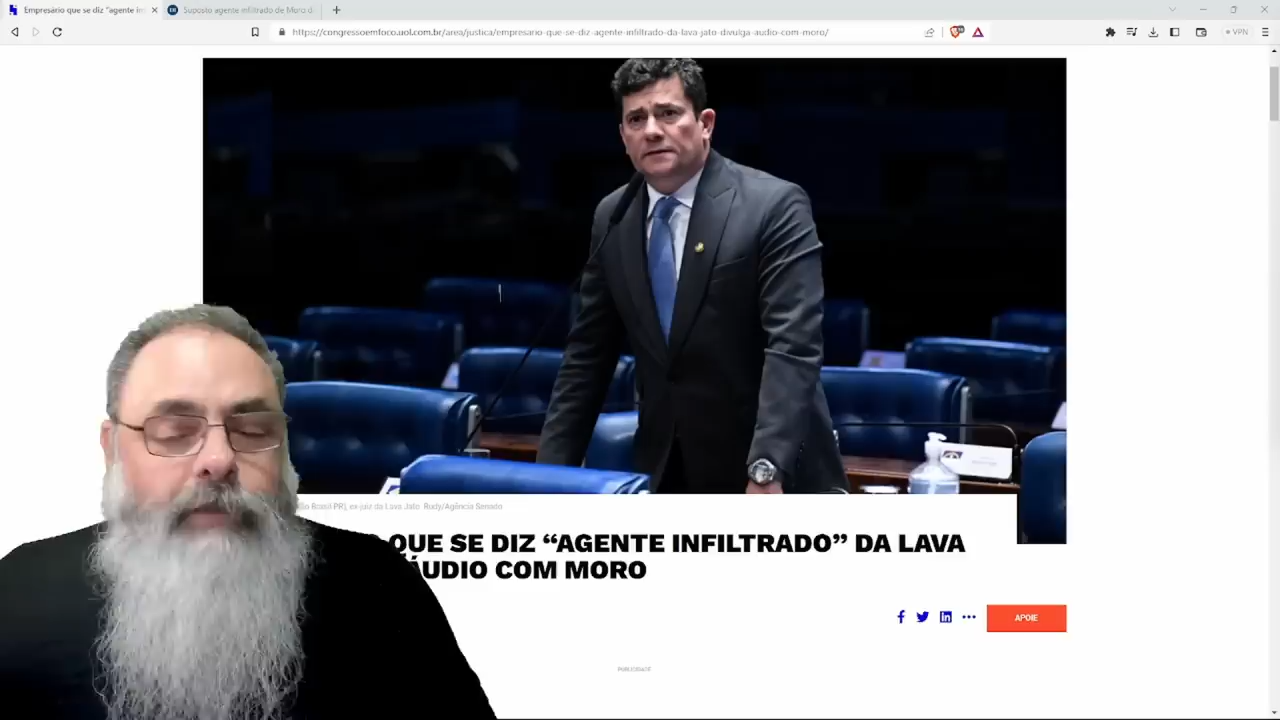 Empresário que se diz "agente in
Suposto agente infiltrado de Moro d
https://congressoemfoco.uol.com.br/area/justica/empresario-que-se-diz-agente-infiltrado-da-lava-jato-divulga-audio-com-moro/
VPN
Brasil PR), ex-juiz da Lava Jato Rudy/Agência Senado
QUE SE DIZ “AGENTE INFILTRADO” DA LAVA
ÁUDIO COM MORO
APOIE
PUBLICIDADE